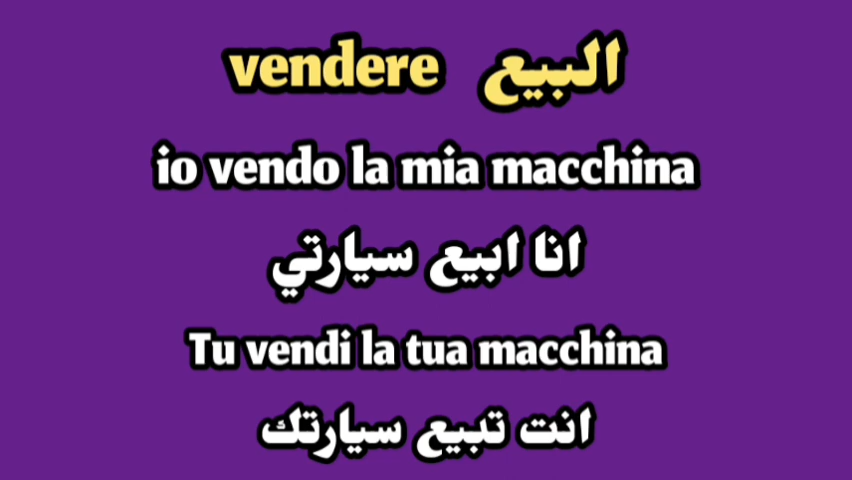 vendere البيع
io vendo la mia macchina
انا ابيع سيارتي
Tu vendi la tua macchina
انت تبيع سيارتك